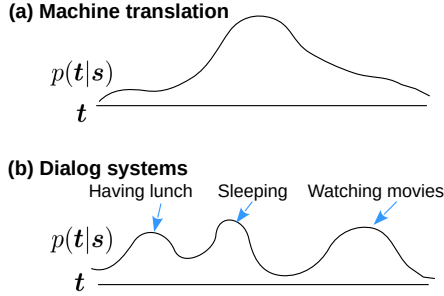 (a) Machine translation
p(t|s)
t
(b) Dialog systems
Having lunch Sleeping Watching movies
p(t|s)
t